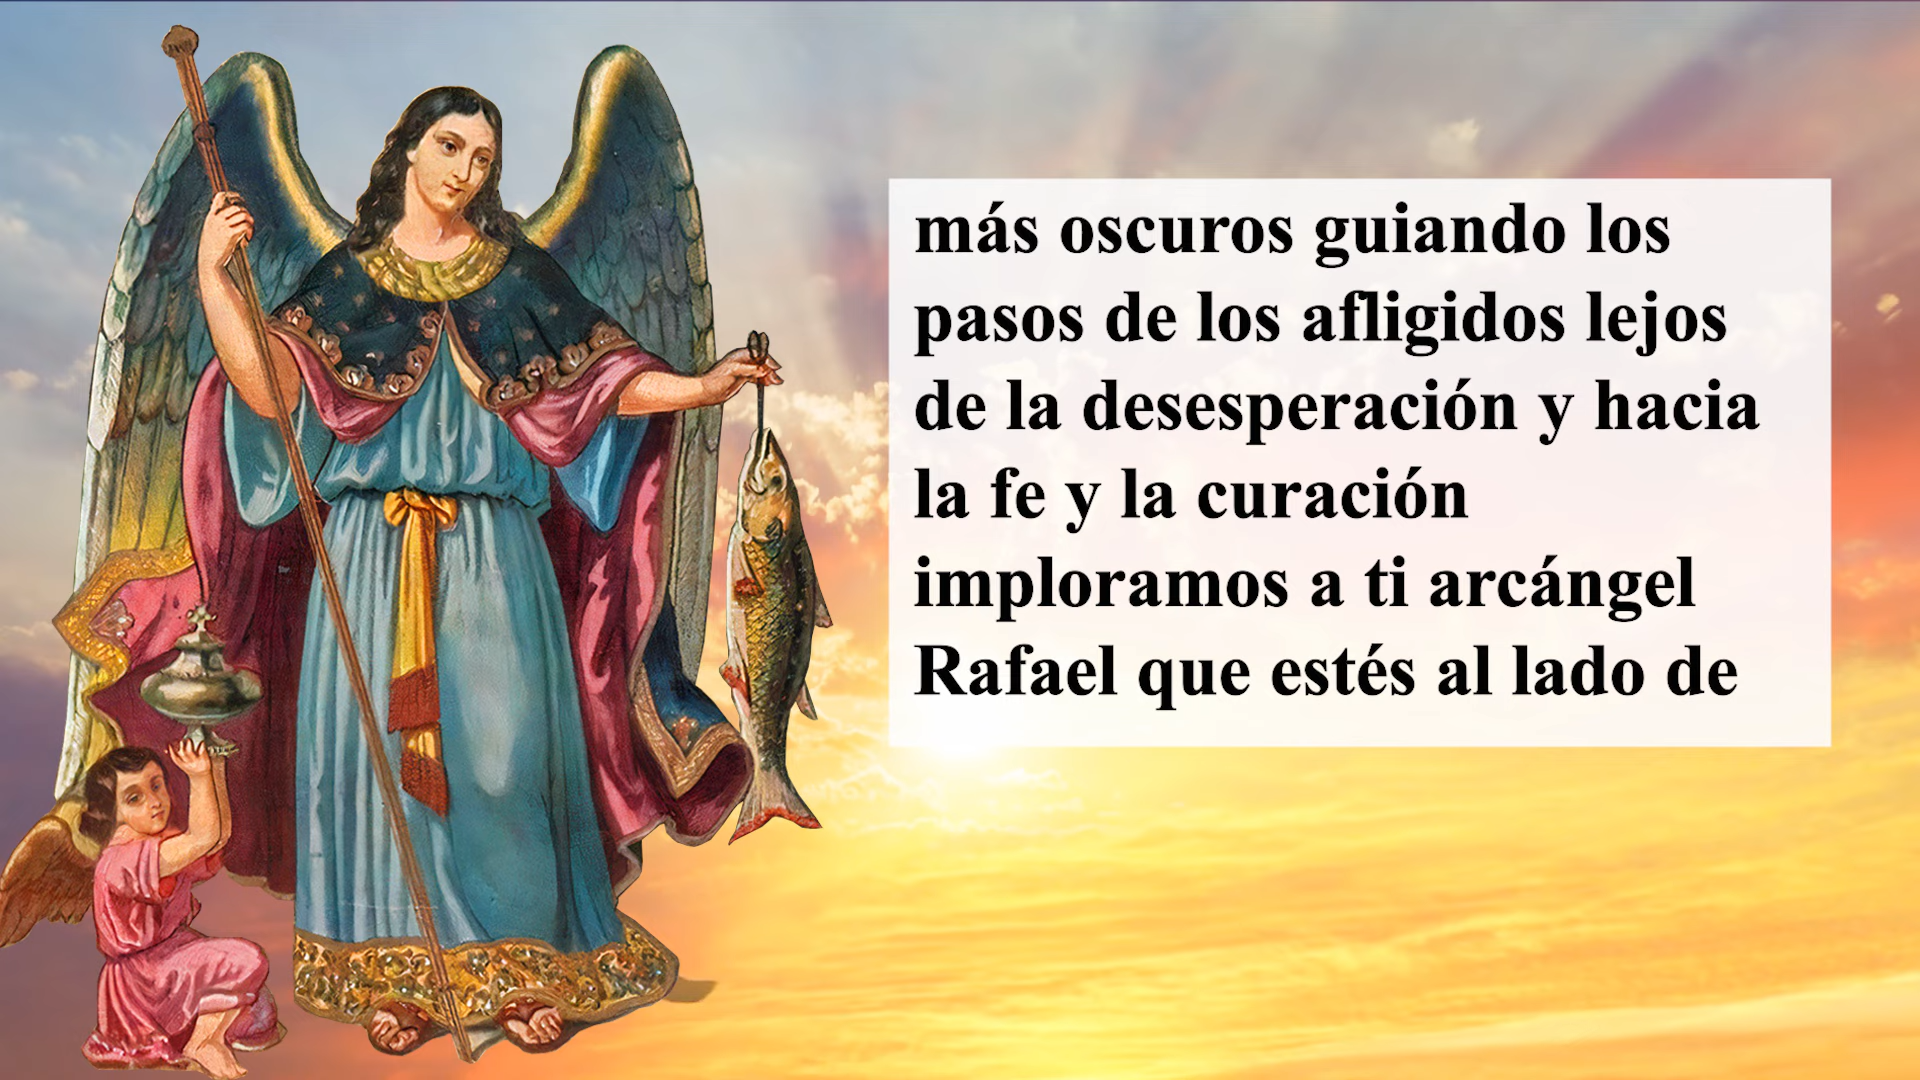 más oscuros guiando los
pasos de los afligidos lejos
de la desesperación y hacia
la fe y la curación
imploramos a ti arcángel
Rafael que estés al lado de